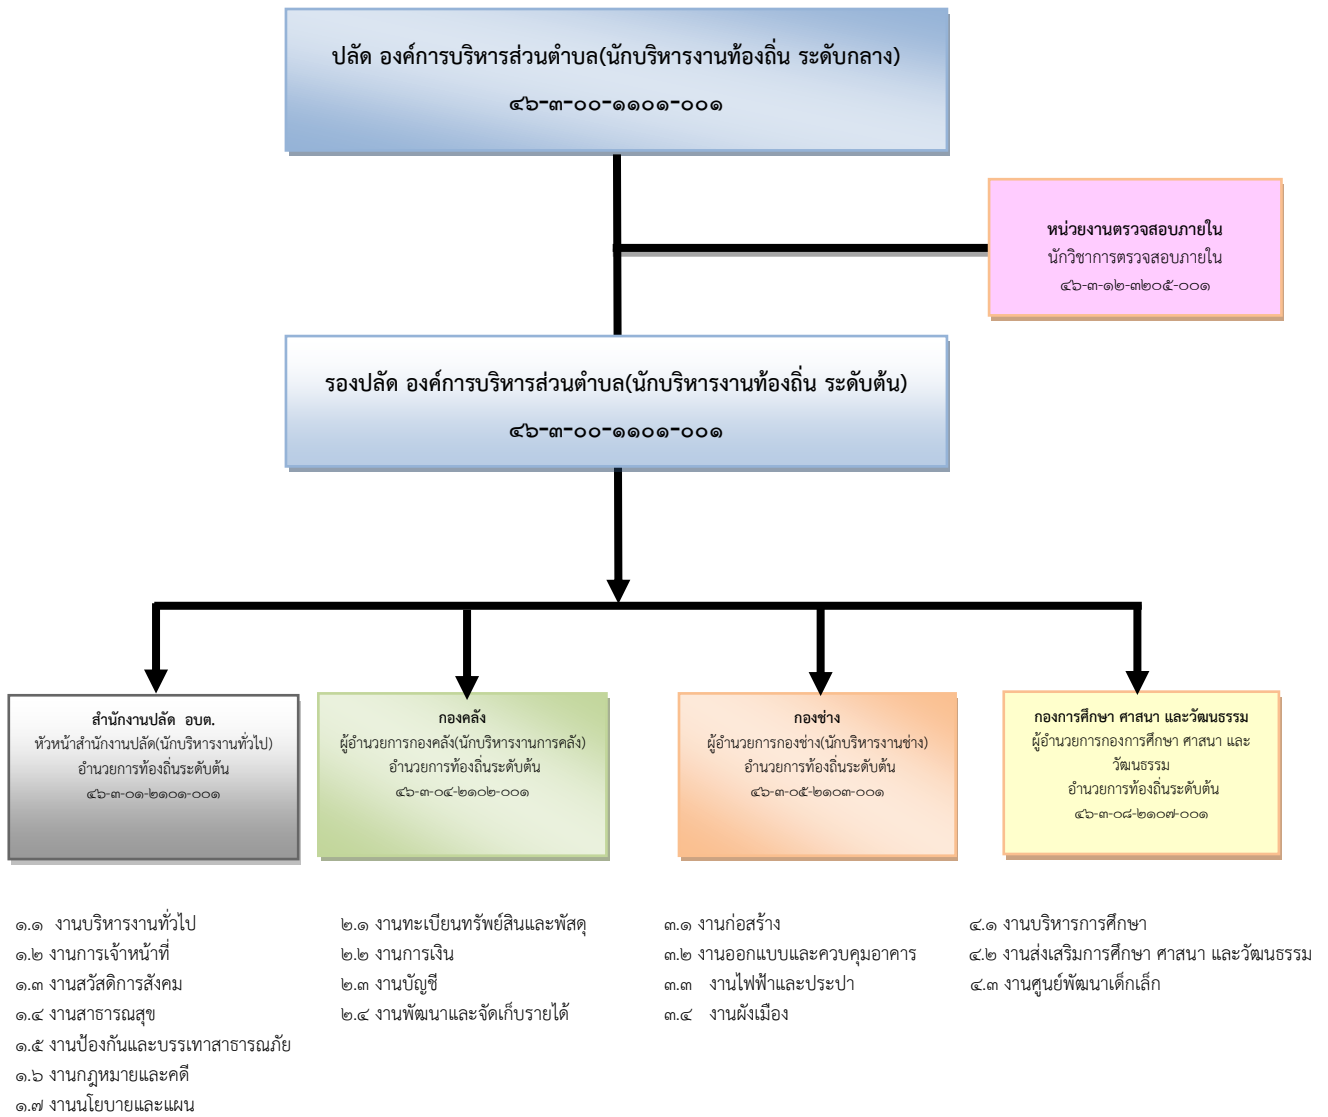 ปลัด องค์การบริหารส่วนตำบล(นักบริหารงานท้องถิ่น ระดับกลาง)
๔๖-๓-๐๐-๑๑๐๑-๐๐๑
หน่วยงานตรวจสอบภายใน
นักวิชาการตรวจสอบภายใน
๔๖-๓-๑๒-๓๒๐๕-๐๐๑
รองปลัด องค์การบริหารส่วนตำบล(นักบริหารงานท้องถิ่น ระดับต้น)
๔๖-๓-๐๐-๑๑๐๑-๐๐๑
สำนักงานปลัด อบต.
หัวหน้าสำนักงานปลัด(นักบริหารงานทั่วไป)
อำนวยการท้องถิ่นระดับต้น
๔๖-๓-๐๑-๒๑๐๑-๐๐๑
กองคลัง
ผู้อำนวยการกองคลัง(นักบริหารงานการคลัง)
อำนวยการท้องถิ่นระดับต้น
๔๖-๓-๐๔-๒๑๐๒-๐๐๑
กองช่าง
ผู้อำนวยการกองช่าง(นักบริหารงานช่าง)
อำนวยการท้องถิ่นระดับต้น
๔๖-๓-๐๕-๒๑๐๓-๐๐๑
กองการศึกษา ศาสนา และวัฒนธรรม
ผู้อำนวยการกองการศึกษา ศาสนา และ
วัฒนธรรม
อำนวยการท้องถิ่นระดับต้น
๔๖-๓-๐๘-๒๑๐๗-๐๐๑
๑.๑ งานบริหารงานทั่วไป
๑.๒ งานการเจ้าหน้าที่
๑.๓ งานสวัสดิการสังคม
๑.๔ งานสาธารณสุข
๑.๕ งานป้องกันและบรรเทาสาธารณภัย
๑.๖ งานกฎหมายและคดี
๑.๗ งานนโยบายและแผน
๒.๑ งานทะเบียนทรัพย์สินและพัสดุ
๒.๒ งานการเงิน
๒.๓ งานบัญชี
๒.๔ งานพัฒนาและจัดเก็บรายได้
๓.๑ งานก่อสร้าง
๓.๒ งานออกแบบและควบคุมอาคาร
๓.๓ งานไฟฟ้าและประปา
๓.๔ งานผังเมือง
๔.๑ งานบริหารการศึกษา
๔.๒ งานส่งเสริมการศึกษา ศาสนา และวัฒนธรรม
๔.๓ งานศูนย์พัฒนาเด็กเล็ก